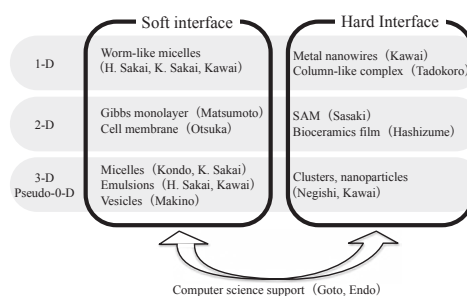 Soft interface
Hard Interface
1-D
Worm-like micelles
(H. Sakai, K. Sakai, Kawai)
Metal nanowires (Kawai)
Column-like complex (Tadokoro)
2-D
Gibbs monolayer (Matsumoto)
Cell membrane (Otsuka)
SAM (Sasaki)
Bioceramics film (Hashizume)
3-D
Pseudo-0-D
Micelles (Kondo, K. Sakai)
Emulsions (H. Sakai, Kawai)
Vesicles (Makino)
Clusters, nanoparticles
(Negishi, Kawai)
Computer science support (Goto, Endo)